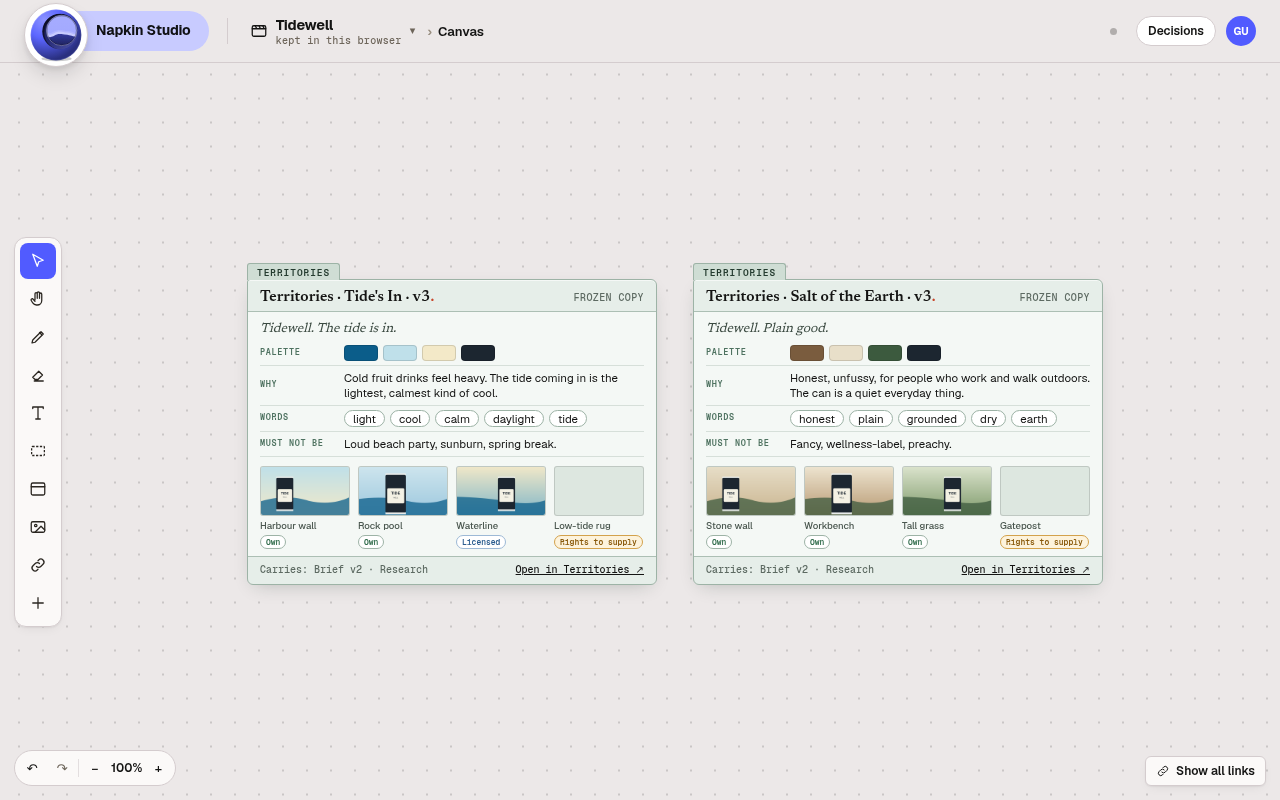 Napkin Studio
Tidewell
kept in this browser
▾
› Canvas
Decisions
GU
TERRITORIES
Territories · Tide's In · v3.
FROZEN COPY
Tidewell. The tide is in.
PALETTE
WHY
Cold fruit drinks feel heavy. The tide coming in is the
lightest, calmest kind of cool.
WORDS
light cool calm daylight tide
MUST NOT BE
Loud beach party, sunburn, spring break.
TIDE
TIDE
TIDE
Harbour wall
Rock pool
Waterline
Low-tide rug
Own
Own
Licensed
Rights to supply
Carries: Brief v2 · Research
Open in Territories ↗
TERRITORIES
Territories · Salt of the Earth · v3.
FROZEN COPY
Tidewell. Plain good.
PALETTE
WHY
Honest, unfussy, for people who work and walk outdoors.
The can is a quiet everyday thing.
WORDS
honest plain grounded dry earth
MUST NOT BE
Fancy, wellness-label, preachy.
TIDE
TIDE
TIDE
Stone wall
Workbench
Tall grass
Gatepost
Own
Own
Own
Rights to supply
Carries: Brief v2 · Research
Open in Territories ↗
↶ ↷ − 100% +
Show all links